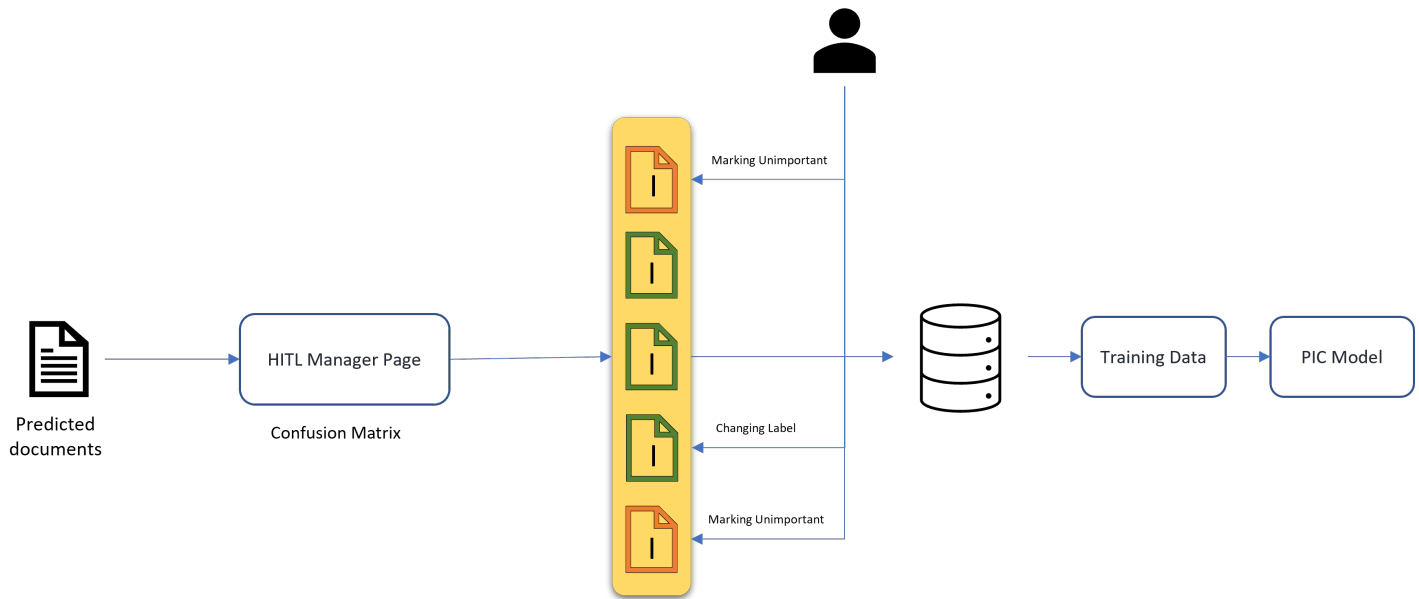 Marking Unimportant
HITL Manager Page
Training Data
PIC Model
Predicted
documents
Confusion Matrix
Changing Label
Marking Unimportant
I
I
I
I
I